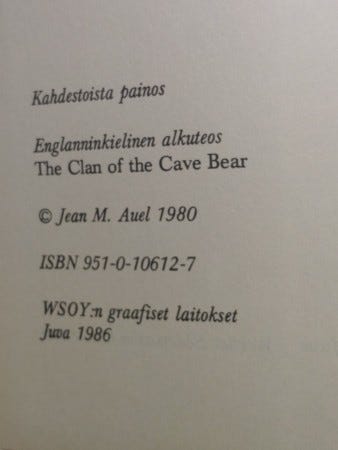 Kahdestoista painos
Englanninkielinen alkuteos
The Clan of the Cave Bear
© Jean M. Auel 1980
ISBN 951-0-10612-7
WSOY:n graafiset laitokset
Juva 1986